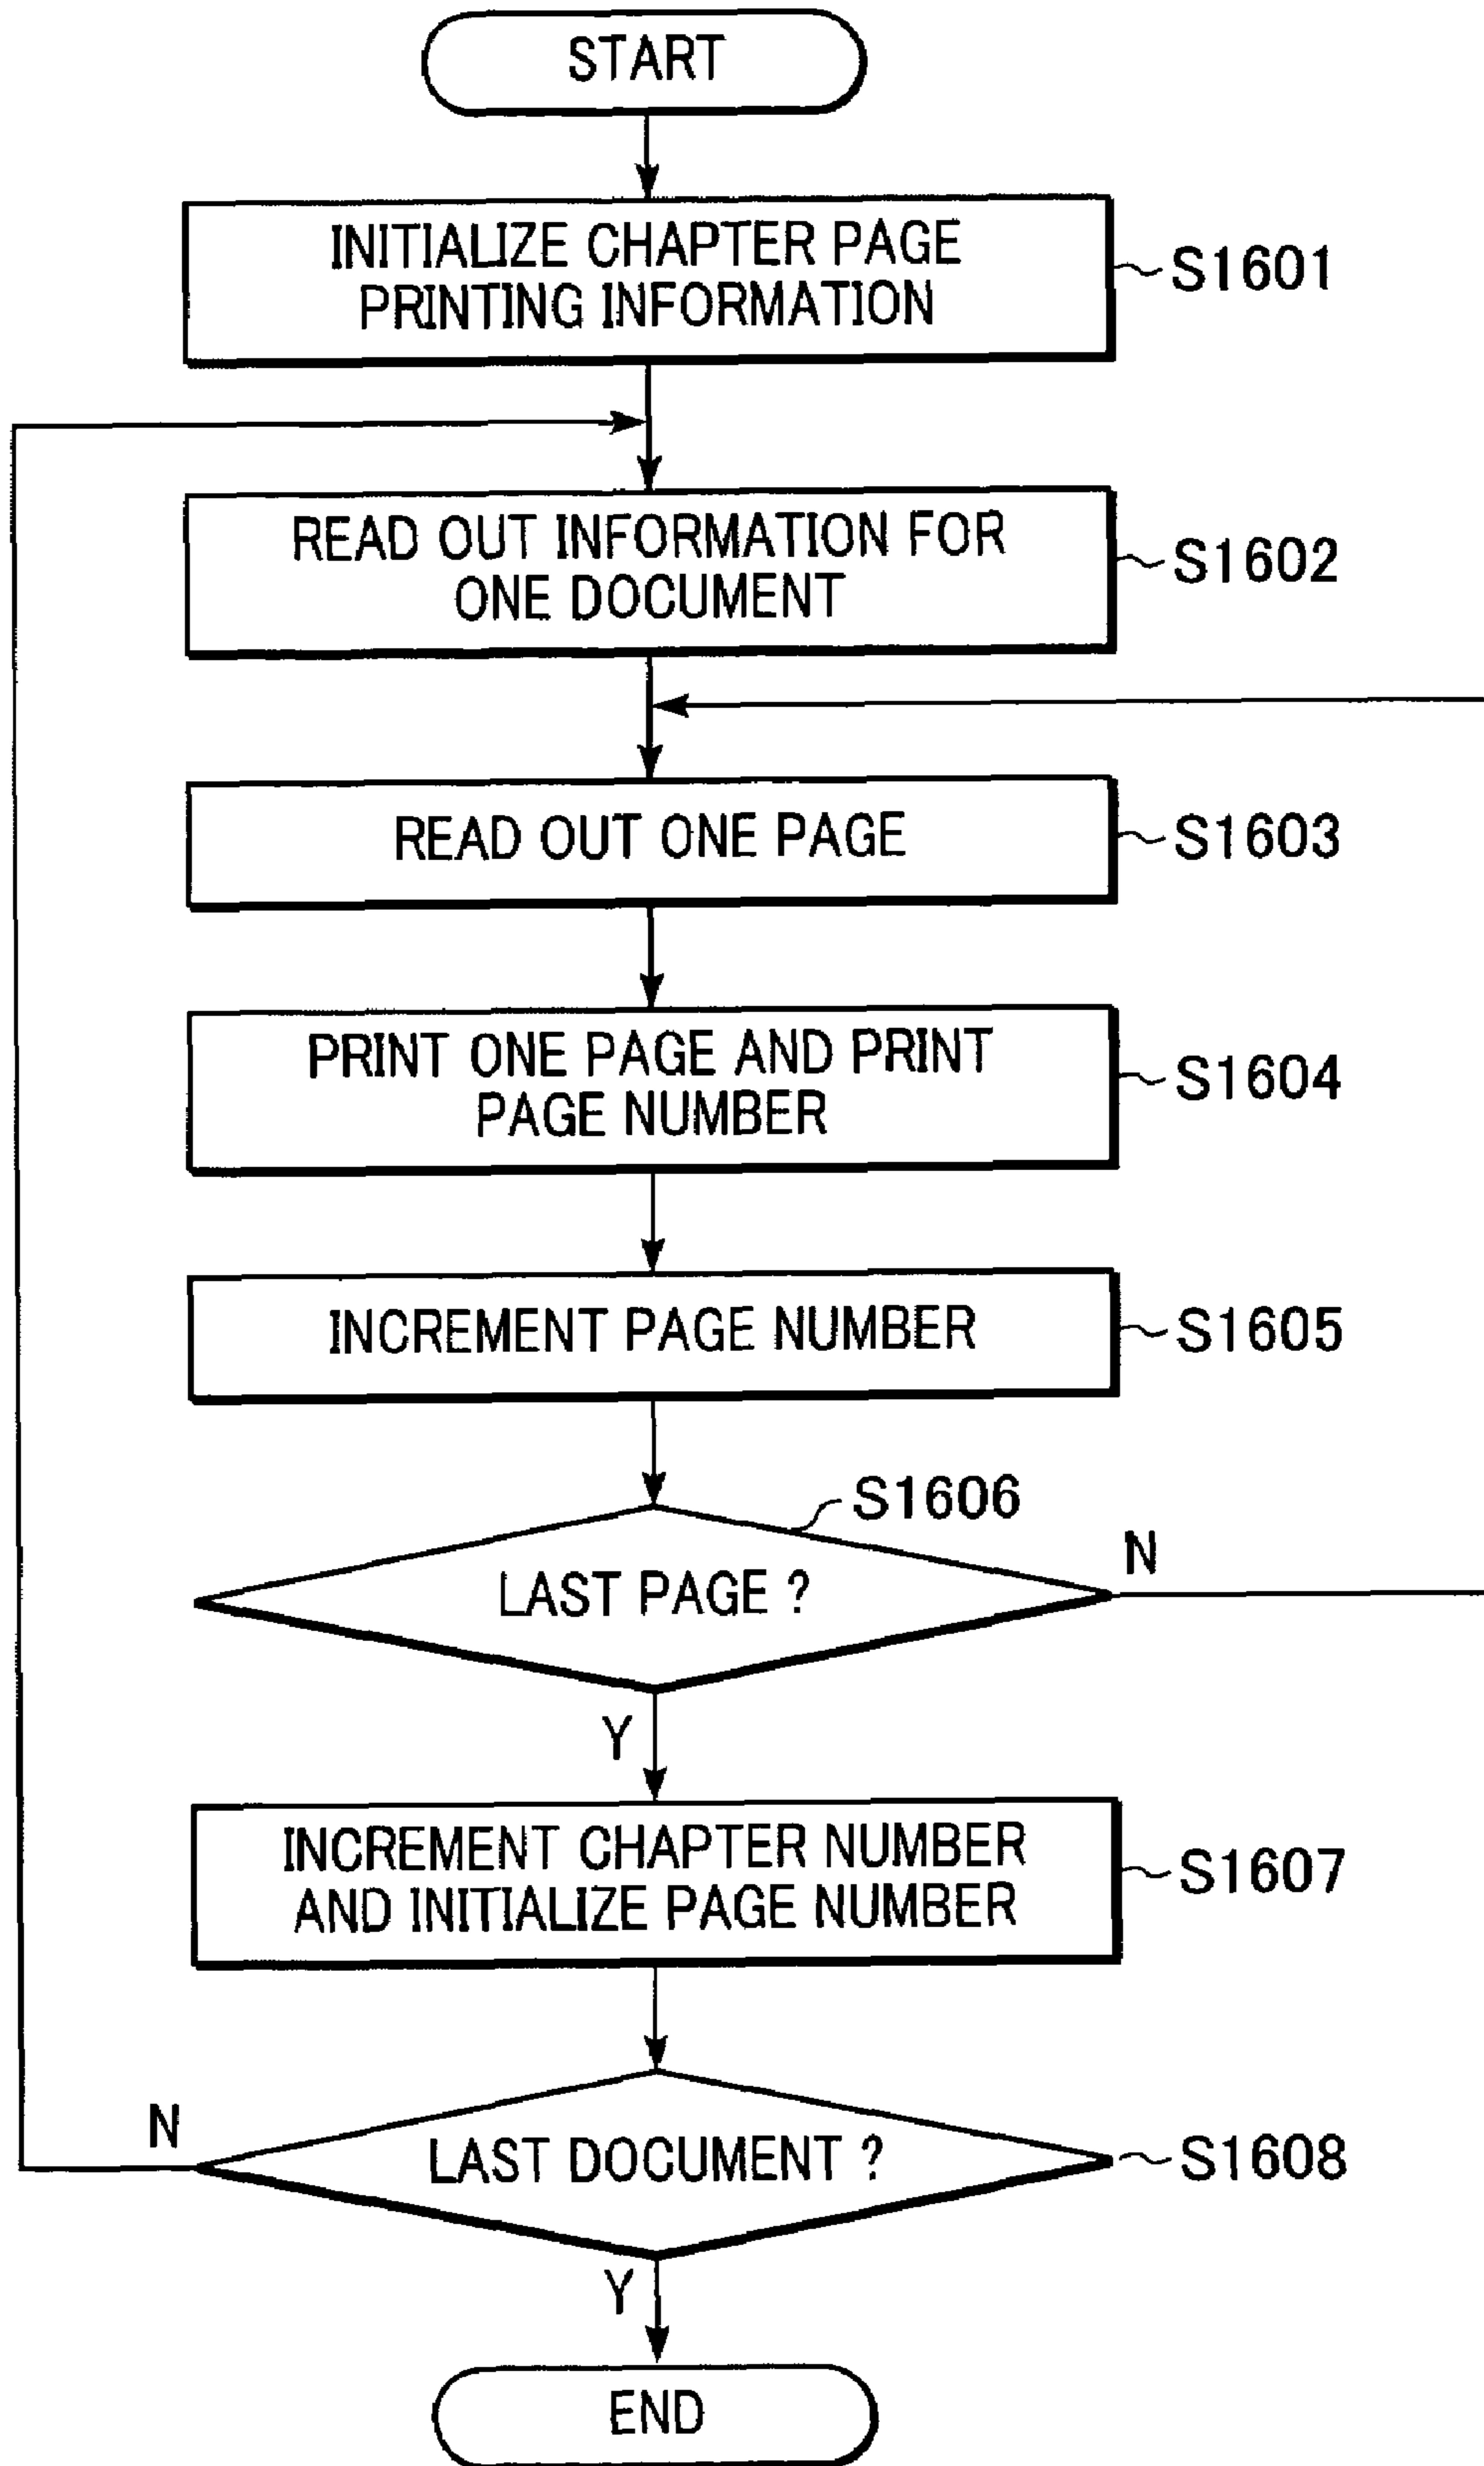 START
INITIALIZE CHAPTER PAGE
PRINTING INFORMATION
S1601
READ OUT INFORMATION FOR
ONE DOCUMENT
S1602
READ OUT ONE PAGE
S1603
PRINT ONE PAGE AND PRINT
PAGE NUMBER
S1604
INCREMENT PAGE NUMBER
S1605
S1606
LAST PAGE ?
N
Y
INCREMENT CHAPTER NUMBER
AND INITIALIZE PAGE NUMBER
S1607
N
LAST DOCUMENT ?
S1608
Y
END